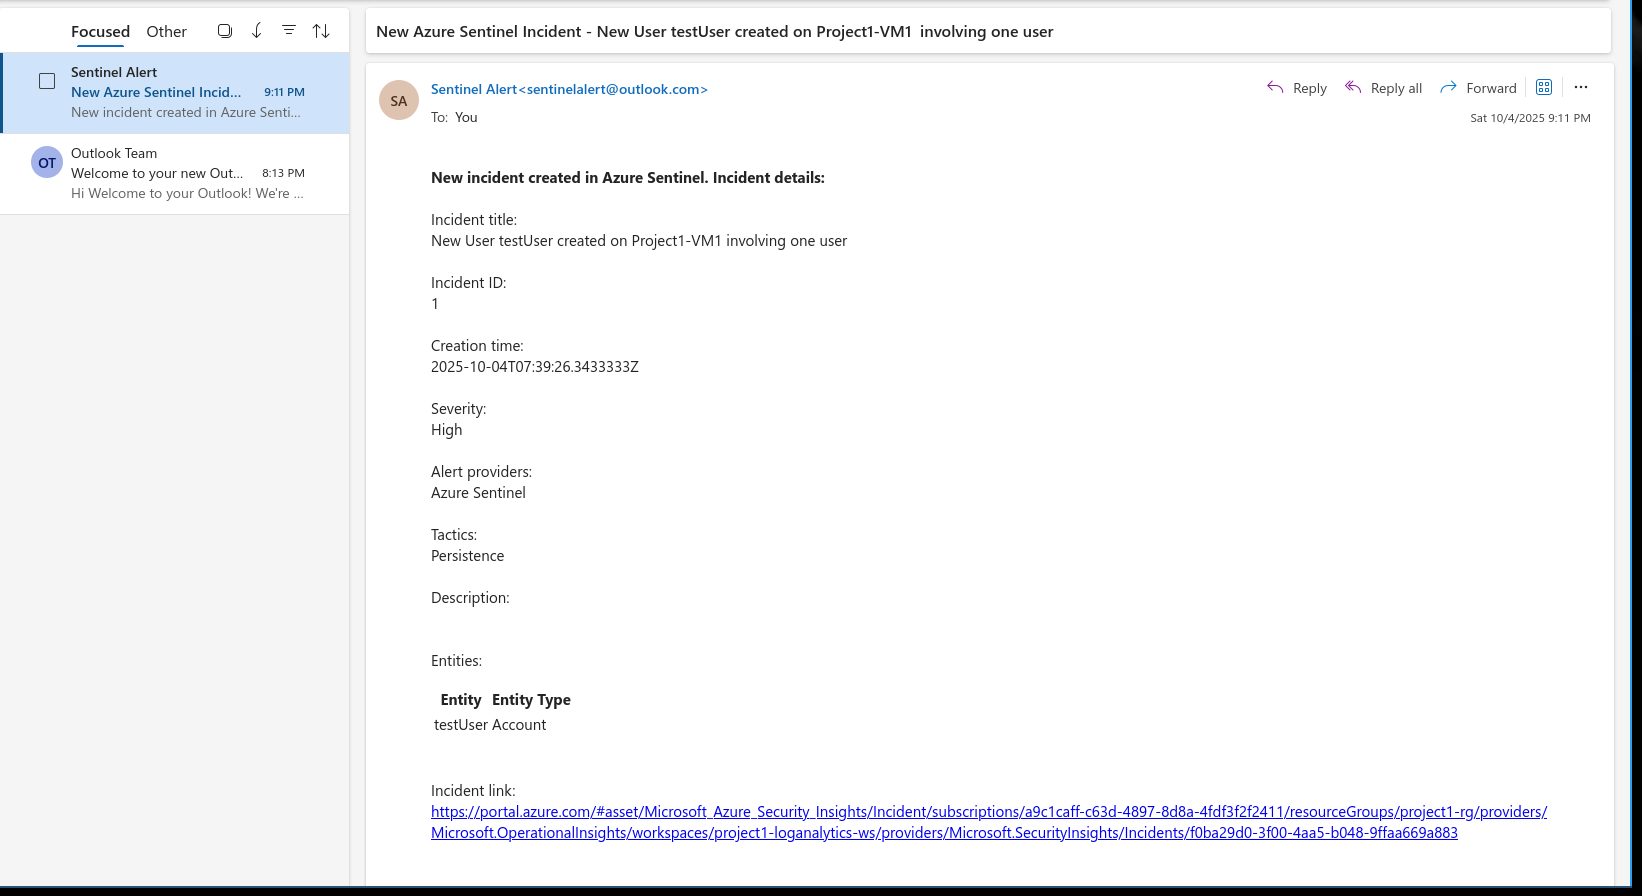 Focused Other
Sentinel Alert
New Azure Sentinel Incid... 9:11 PM
New incident created in Azure Senti...
OT
Outlook Team
Welcome to your new Out... 8:13 PM
Hi Welcome to your Outlook! We're ...
New Azure Sentinel Incident - New User testUser created on Project1-VM1 involving one user
SA
Sentinel Alert<sentinelalert@outlook.com>
To: You
Reply Reply all Forward
Sat 10/4/2025 9:11 PM
New incident created in Azure Sentinel. Incident details:
Incident title:
New User testUser created on Project1-VM1 involving one user
Incident ID:
1
Creation time:
2025-10-04T07:39:26.3433333Z
Severity:
High
Alert providers:
Azure Sentinel
Tactics:
Persistence
Description:
Entities:
Entity Entity Type
testUser Account
Incident link:
https://portal.azure.com/#asset/Microsoft_Azure_Security_Insights/Incident/subscriptions/a9c1caff-c63d-4897-8d8a-4fdf3f2f2411/resourceGroups/project1-rg/providers/
Microsoft.OperationalInsights/workspaces/project1-loganalytics-ws/providers/Microsoft.SecurityInsights/Incidents/f0ba29d0-3f00-4aa5-b048-9ffaa669a883